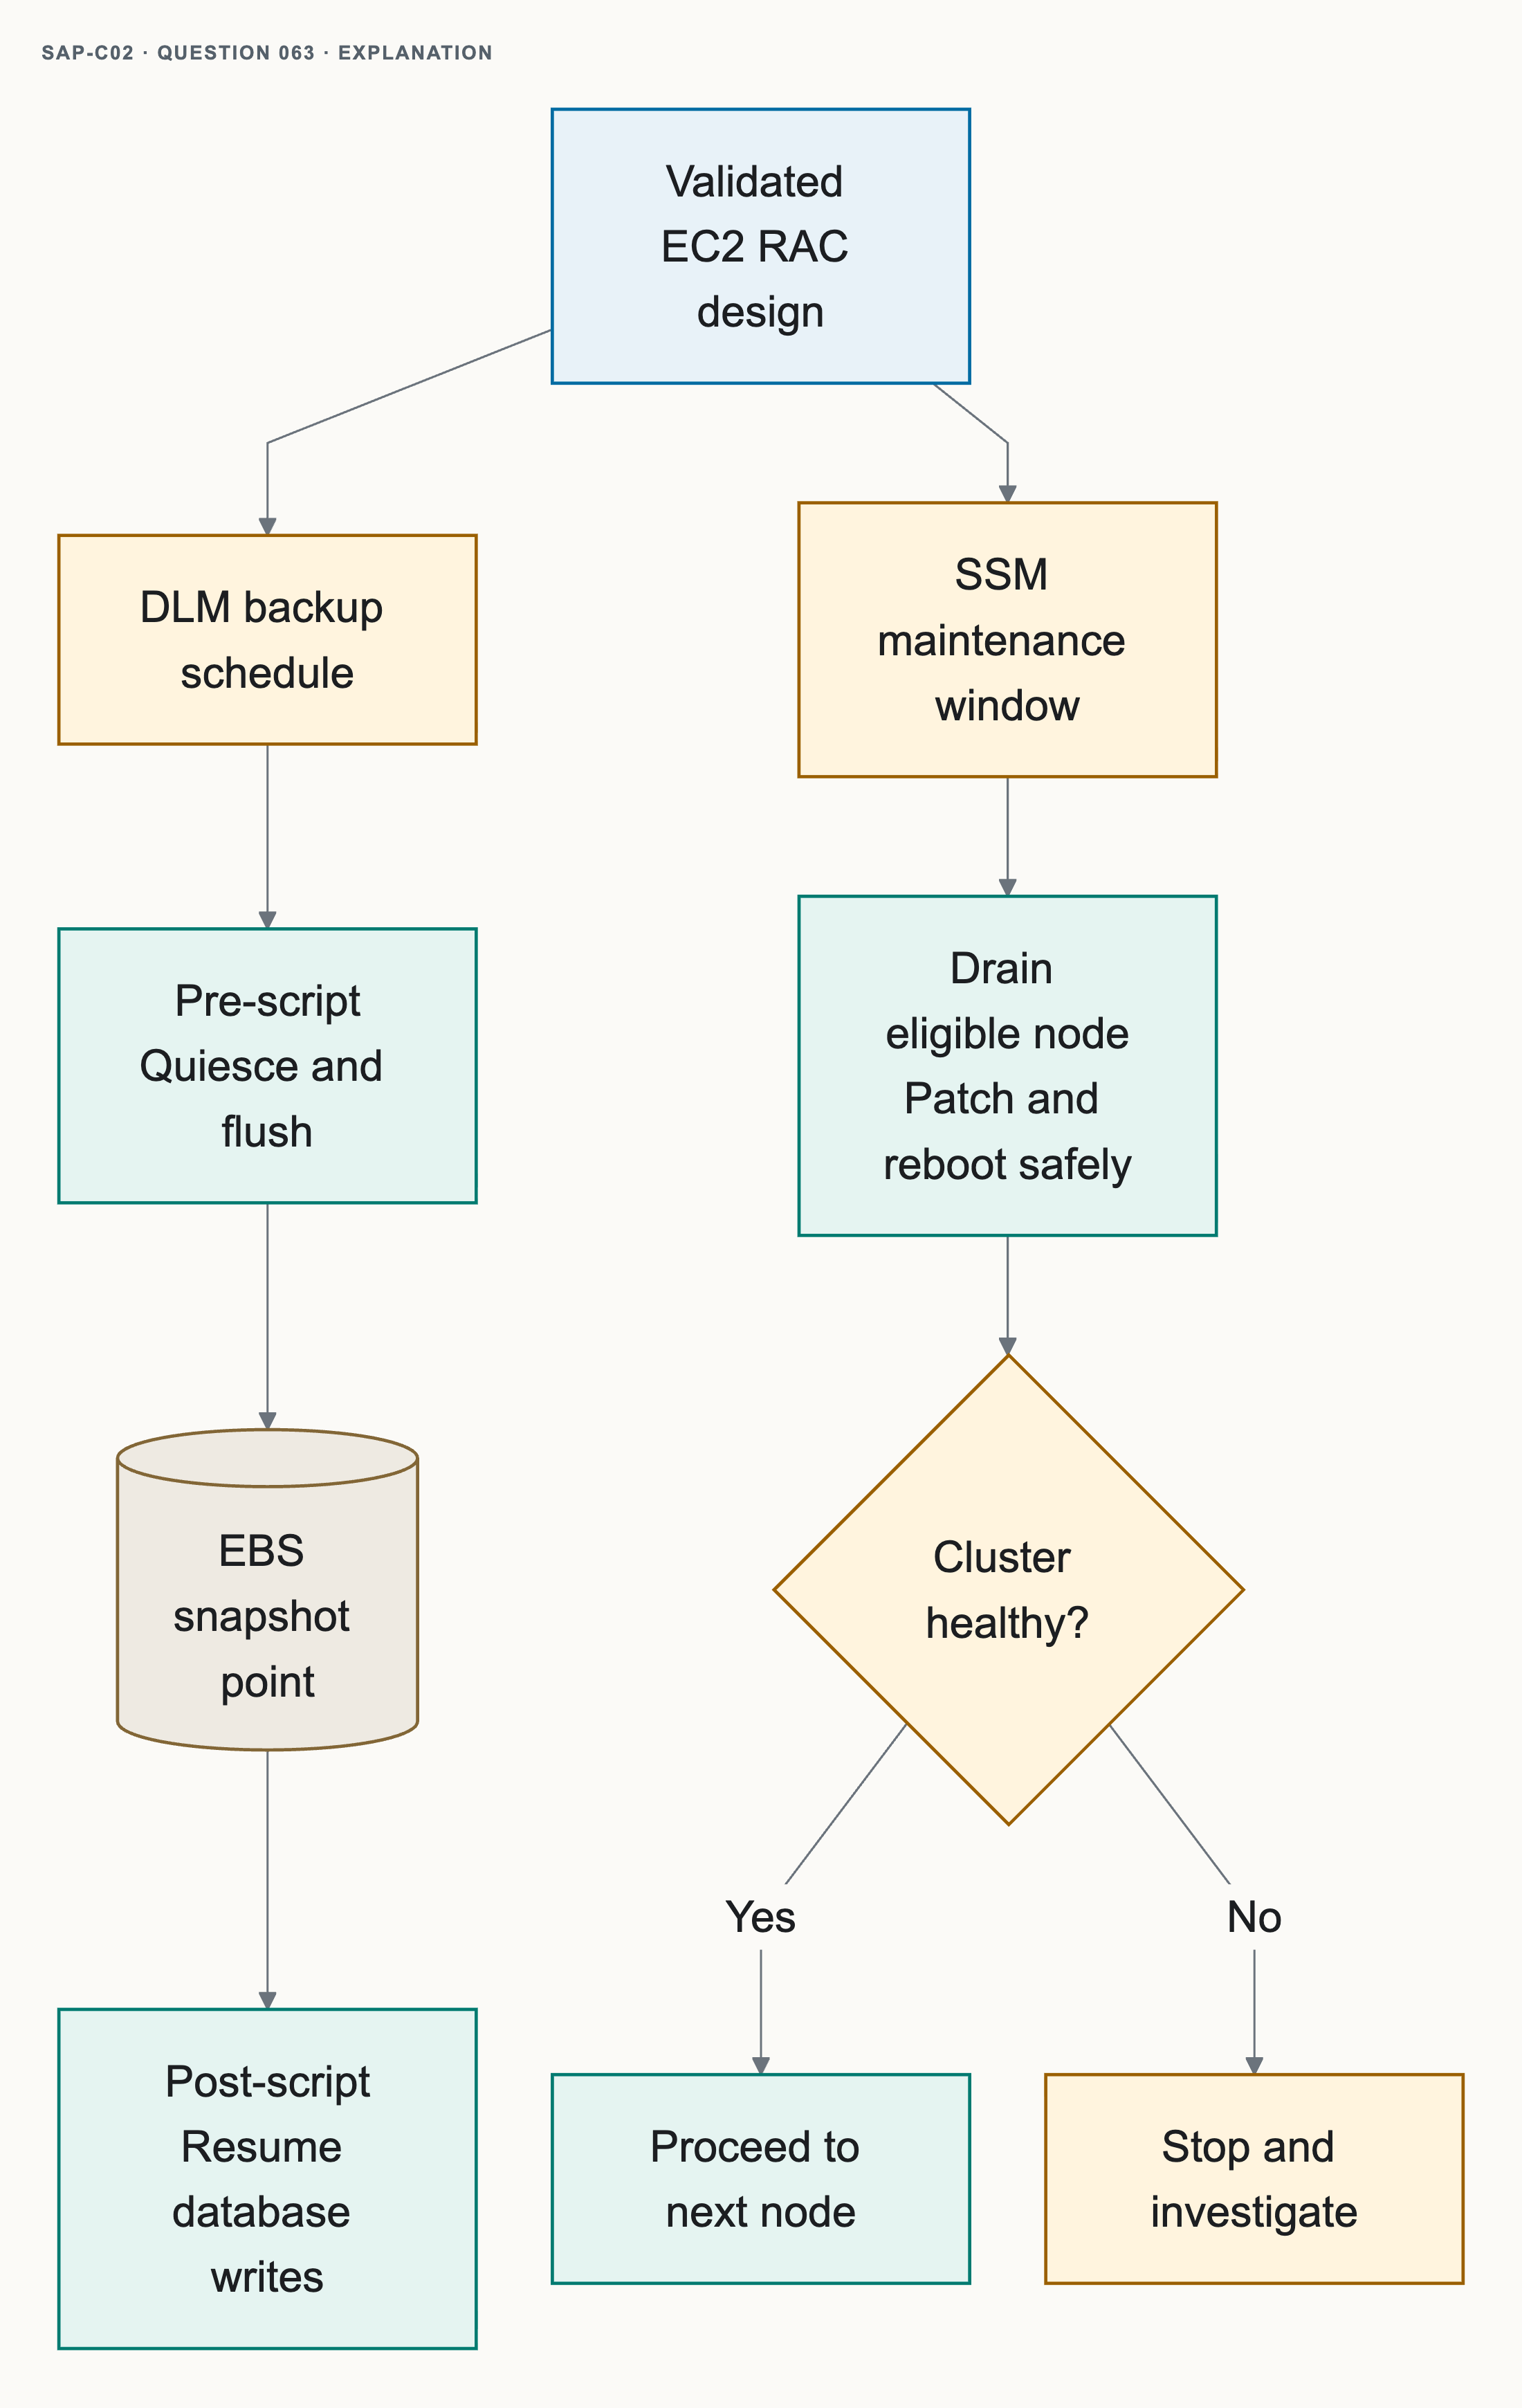 SAP-C02 · QUESTION 063 · EXPLANATION
Validated
EC2 RAC
design
DLM backup
schedule
SSM
maintenance
window
Pre-script
Quiesce and
flush
Drain
eligible node
Patch and
reboot safely
EBS
snapshot
point
Cluster
healthy?
Yes
No
Post-script
Resume
database
writes
Proceed to
next node
Stop and
investigate